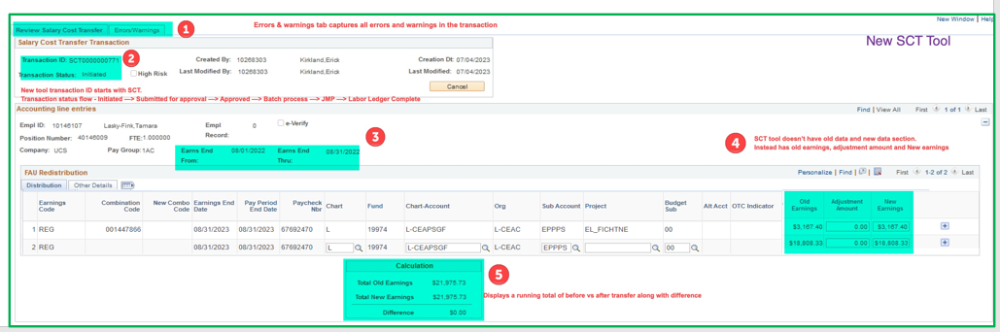 New Window | Help
Errors & warnings tab captures all errors and warnings in the transaction
1
Review Salary Cost Transfer Errors/Warnings
New SCT Tool
Salary Cost Transfer Transaction
2
Transaction ID: SCT0000000771 Created By: 10268303 Kirkland,Erick Creation Dt: 07/04/2023
Transaction Status: Initiated High Risk Last Modified By: 10268303 Kirkland,Erick Last Modified: 07/04/2023
Cancel
New tool transaction ID starts with SCT.
Transaction status flow - Initiated ---> Submitted for approval ---> Approved ---> Batch process ---> JMP ---> Labor Ledger Complete
Accounting line entries Find | View All First 1 of 1 Last
Empl ID: 10146107 Lasky-Fink,Tamara Empl Record: 0 e-Verify
Position Number: 40146009 FTE: 1.000000
3
Company: UCS Pay Group: 1AC Earns End From: 08/01/2022 Earns End Thru: 08/31/2022
4
SCT tool doesn't have old data and new data section.
Instead has old earnings, adjustment amount and New earnings
FAU Redistribution Personalize | Find | First 1-2 of 2 Last
Distribution Other Details
Earnings Code Combination Code New Combo Code Earnings End Date Pay Period End Date Paycheck Nbr Chart Fund Chart-Account Org Sub Account Project Budget Sub Alt Acct OTC Indicator Old Earnings Adjustment Amount New Earnings
1 REG 001447866 08/31/2023 08/31/2023 67692470 L 19974 L-CEAPSGF L-CEAC EPPPS EL_FICHTNE 00 $3,167.40 0.00 $3,167.40
2 REG 08/31/2023 08/31/2023 67692470 L 19974 L-CEAPSGF L-CEAC EPPPS 00 $18,808.33 0.00 $18,808.33
Calculation
5
Total Old Earnings $21,975.73
Total New Earnings $21,975.73
Displays a running total of before vs after transfer along with difference
Difference $0.00